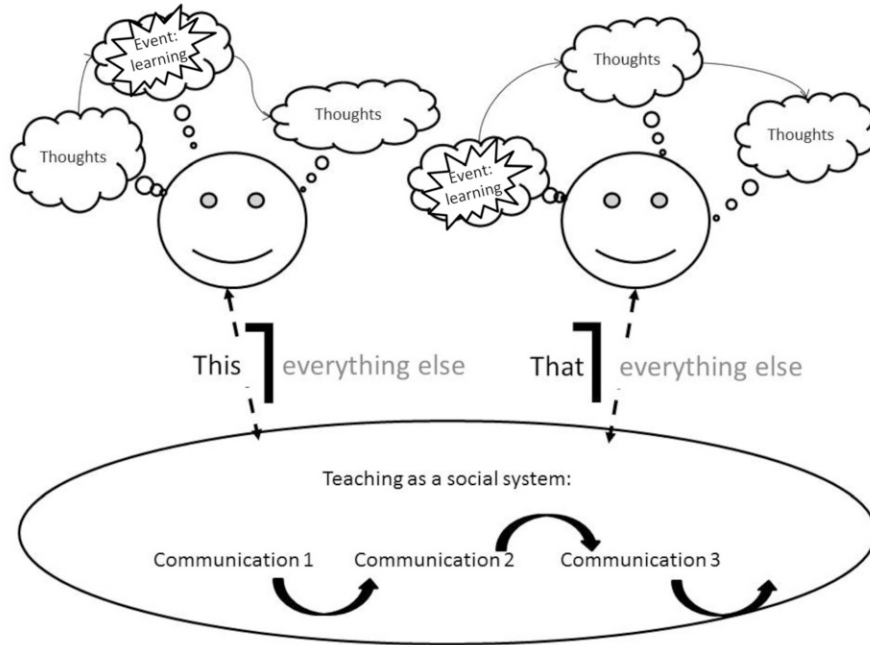 Event:
learning
Thoughts
Thoughts
Thoughts
Thoughts
Event:
learning
This everything else
That everything else
Teaching as a social system:
Communication 1 Communication 2 Communication 3